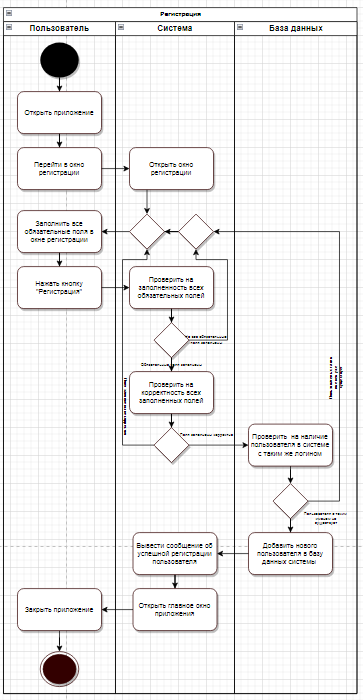 Регистрация
Пользователь
Система
База данных
Открыть приложение
Перейти в окно
регистрации
Открыть окно
регистрации
Заполнить все
обязательные поля в
окне регистрации
Нажать кнопку
"Регистрация"
Проверить на
заполненность всех
обязательных полей
Проверить на
корректность всех
заполненных полей
Проверить на наличие
пользователя в системе
с таким же логином
Добавить нового
пользователя в базу
данных системы
Вывести сообщение об
успешной регистрации
пользователя
Открыть главное окно
приложения
Закрыть приложение